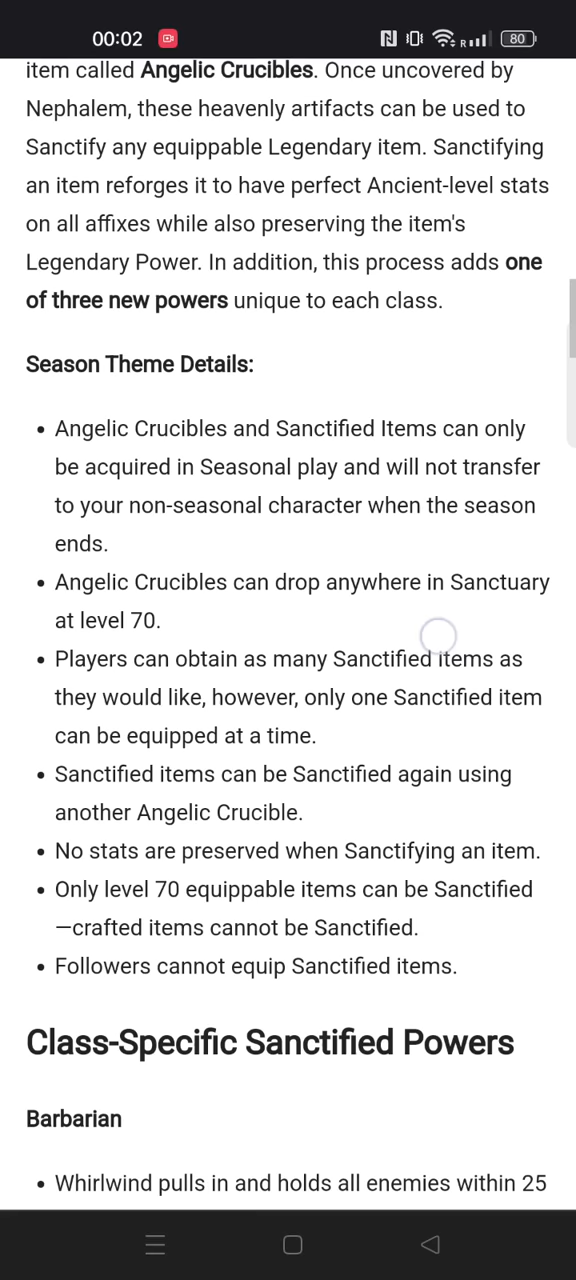 00:02
R
80
item called Angelic Crucibles. Once uncovered by
Nephalem, these heavenly artifacts can be used to
Sanctify any equippable Legendary item. Sanctifying
an item reforges it to have perfect Ancient-level stats
on all affixes while also preserving the item's
Legendary Power. In addition, this process adds one
of three new powers unique to each class.
Season Theme Details:
• Angelic Crucibles and Sanctified Items can only
be acquired in Seasonal play and will not transfer
to your non-seasonal character when the season
ends.
• Angelic Crucibles can drop anywhere in Sanctuary
at level 70.
• Players can obtain as many Sanctified items as
they would like, however, only one Sanctified item
can be equipped at a time.
• Sanctified items can be Sanctified again using
another Angelic Crucible.
• No stats are preserved when Sanctifying an item.
• Only level 70 equippable items can be Sanctified
—crafted items cannot be Sanctified.
• Followers cannot equip Sanctified items.
Class-Specific Sanctified Powers
Barbarian
• Whirlwind pulls in and holds all enemies within 25